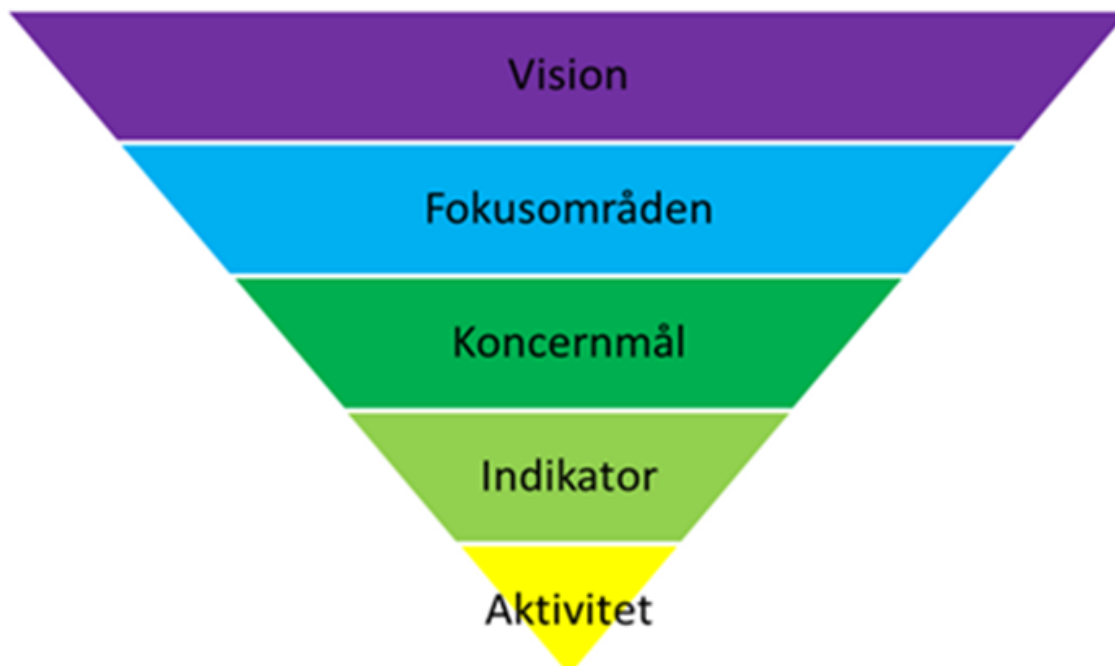 Vision
Fokusområden
Koncernmål
Indikator
Aktivitet